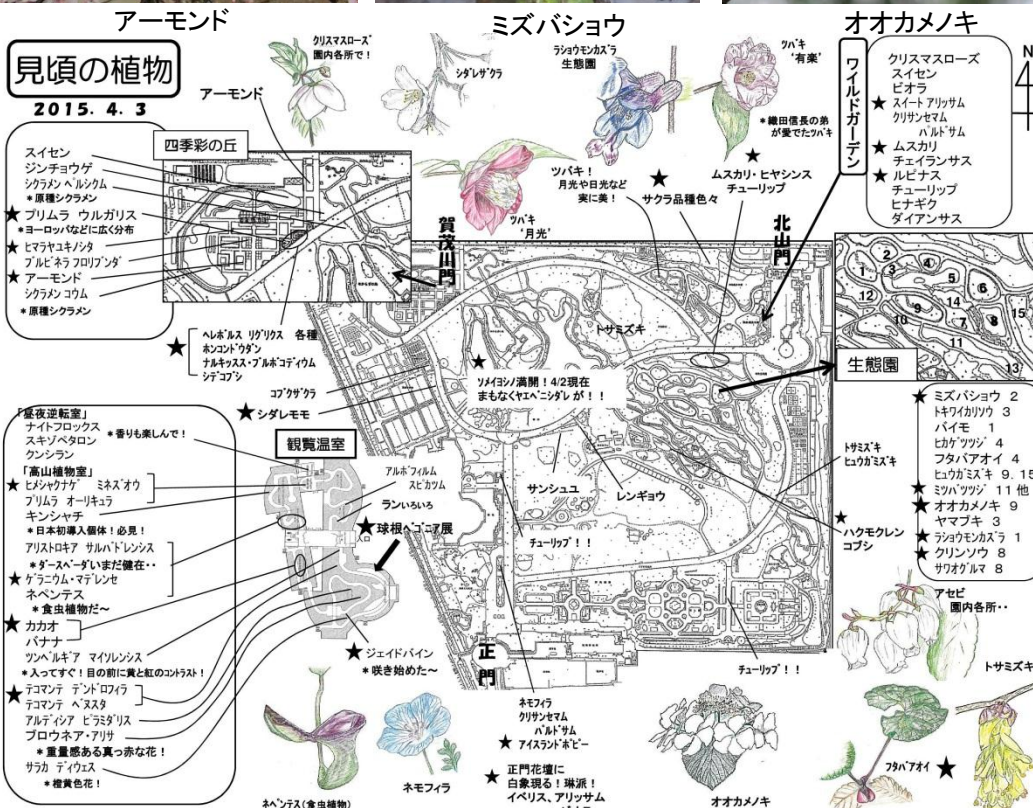 アーモンド
ミズバショウ
オオカメノキ
見頃の植物
2015. 4. 3
クリスマスローズ
園内各所で!
シダレザクラ
ラショウモンカズラ
生態園
ツバキ
'有楽'
*織田信長の弟
が愛でたツバキ
アーモンド
四季彩の丘
スイセン
ジンチョウゲ
シクラメン ペルシクム
*原種シクラメン
★ プリムラ ウルガリス
*ヨーロッパなどに広く分布
★ ヒマラヤユキノシタ
ブルビネラ フロリブンダ
★ アーモンド
シクラメン コウム
*原種シクラメン
ツバキ!
月光や日光など
実に美!
ツバキ
'月光'
★
サクラ品種色々
★
ムスカリ・ヒヤシンス
チューリップ
ワイルドガーデン
クリスマスローズ
スイセン
ビオラ
★ スイート アリッサム
クリサンセマム
パルドサム
★ ムスカリ
チェイランサス
★ ルピナス
チューリップ
ヒナギク
ダイアンサス
N
賀茂川門
北山門
★ ヘレボルス リグリクス 各種
ホンコンドウダン
ナルキッスス・ブルボコディウム
シデコブシ
コブクザクラ
★ シダレモモ
★
ソメイヨシノ満開!4/2現在
まもなくヤエベニシダレが!!
トサミズキ
サンシュユ
レンギョウ
トサミズキ
ヒュウガミズキ
★
ハクモクレン
コブシ
チューリップ!!
チューリップ!!
1
2
3
4
5
6
7
8
9
10
11
12
13
14
15
生態園
★ ミズバショウ 2
トキワイカリソウ 3
バイモ 1
ヒカゲツツジ 4
フタバアオイ 4
ヒュウガミズキ 9. 15
★ ミツバツツジ 11 他
★ オオカメノキ 9
ヤマブキ 3
★ ラショウモンカズラ 1
★ クリンソウ 8
サワオグルマ 8
「昼夜逆転室」
ナイトフロックス
スキゾペタロン
クンシラン
*香りも楽しんで!
「高山植物室」
★ ヒメシャクナゲ ミネズオウ
プリムラ オーリキュラ
キンシャチ
*日本初導入個体!必見!
アリストロキア サルバドレンシス
*ダースベーダいまだ健在・・
★ ゲラニウム・マデレンセ
ネペンテス
*食虫植物だ~
★ カカオ
バナナ
ツンベルギア マイソレンシス
*入ってすぐ!目の前に黄と紅のコントラスト!
★ テコマンテ デンドロフィラ
テコマンテ ベヌスタ
アルディシア ピラミダリス
ブロウネア・アリサ
*重量感ある真っ赤な花!
サラカ ディウェス
*橙黄色花!
観覧温室
アルボフィルム
スピカツム
ランいろいろ
★ 球根ベゴニア展
入口
★ ジェイドバイン
*咲き始めた~
正門
ネモフィラ
クリサンセマム
パルドサム
★ アイスランドポピー
★ 正門花壇に
白象現る!琳派!
イベリス、アリッサム
ネペンテス(食虫植物)
ネモフィラ
オオカメノキ
アセビ
園内各所・・
トサミズキ
フタバアオイ ★